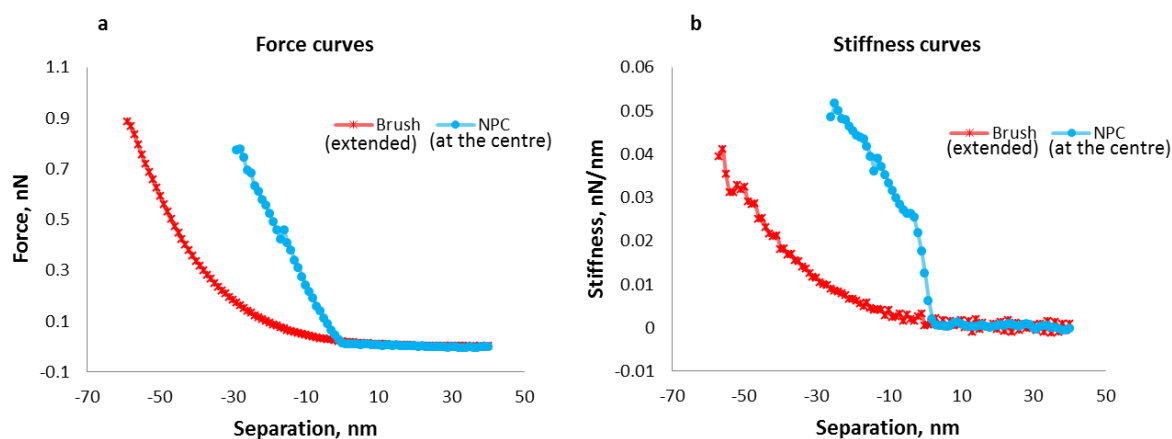 a
Force curves
1.1
0.9
0.7
0.5
0.3
0.1
-0.1
-70
-50
-30
-10
10
30
50
Brush
(extended)
NPC
(at the centre)
Force, nN
Separation, nm
b
Stiffness curves
0.06
0.05
0.04
0.03
0.02
0.01
0
-0.01
-70
-50
-30
-10
10
30
50
Brush
(extended)
NPC
(at the centre)
Stiffness, nN/nm
Separation, nm